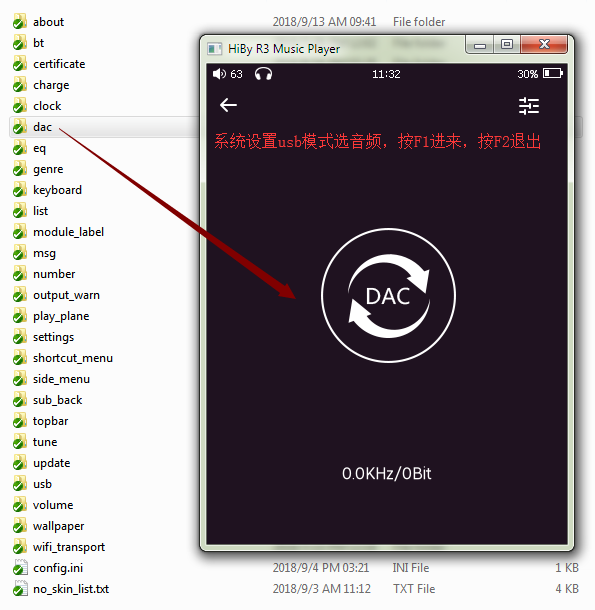 about 2018/9/13 AM 09:41 File folder
bt
certificate
charge
clock
dac
eq
genre
keyboard
list
module_label
msg
number
output_warn
play_plane
settings
shortcut_menu
side_menu
sub_back
topbar
tune
update
usb
volume
wallpaper
wifi_transport
config.ini 2018/9/4 PM 03:21 INI File 1 KB
no_skin_list.txt 2018/9/3 AM 11:12 TXT File 4 KB
HiBy R3 Music Player
63 11:32 30%
系统设置usb模式选音频，按F1进来，按F2退出
DAC
0.0KHz/0Bit